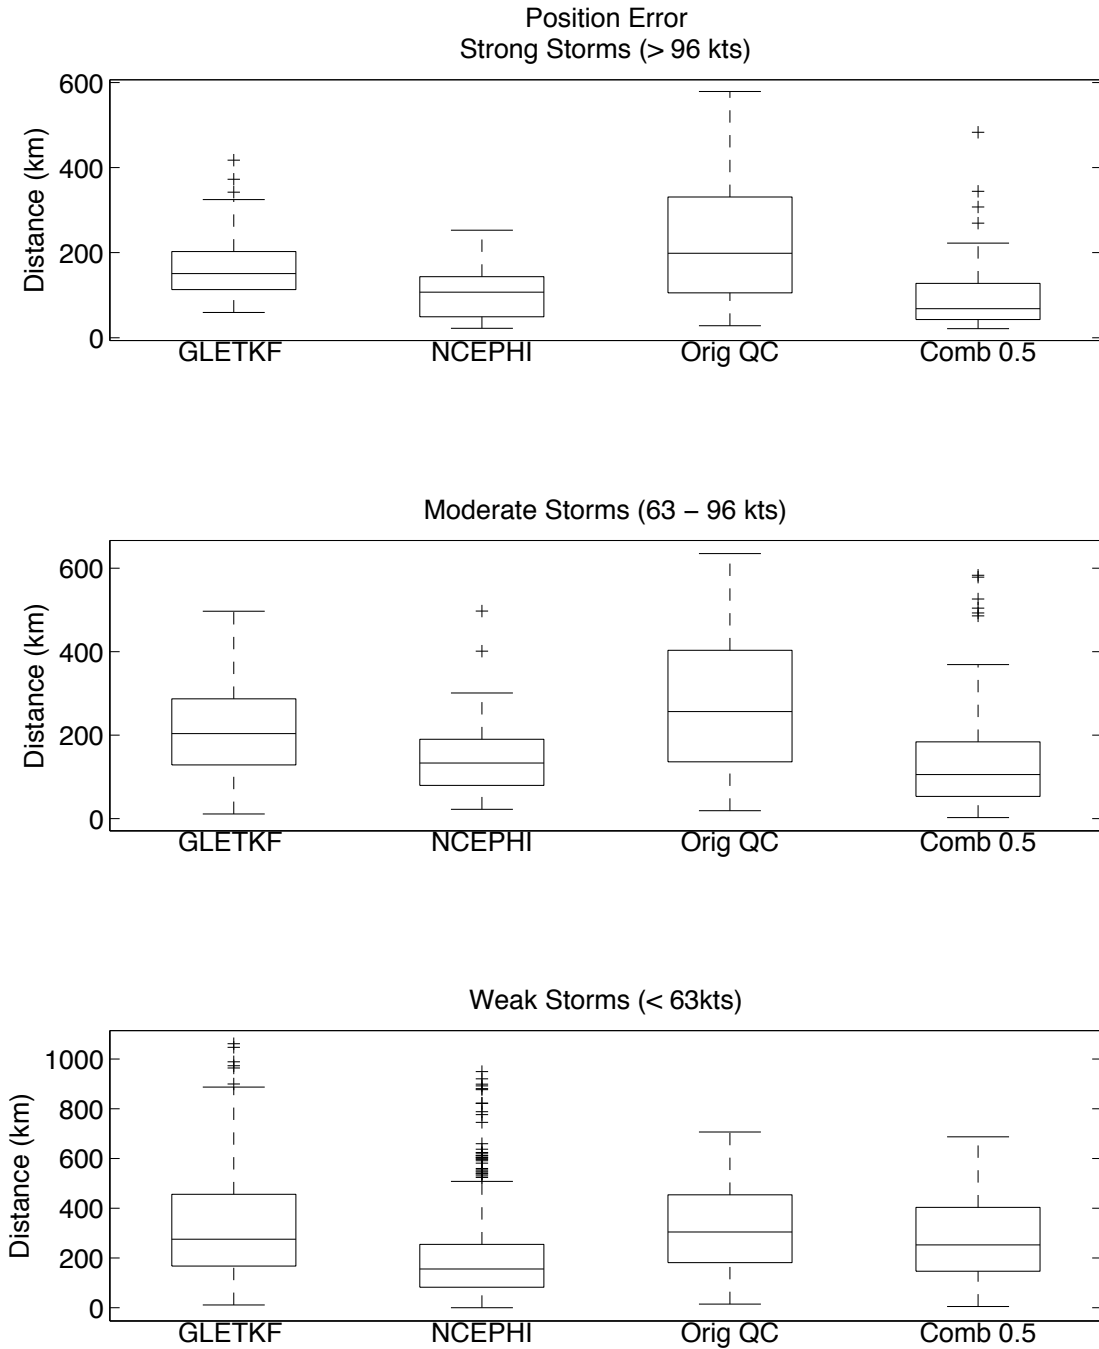 Position Error
Strong Storms (> 96 kts)
600
400
200
0
Distance (km)
GLETKF NCEPHI Orig QC Comb 0.5
Moderate Storms (63 − 96 kts)
600
400
200
0
Distance (km)
GLETKF NCEPHI Orig QC Comb 0.5
Weak Storms (< 63kts)
1000
800
600
400
200
0
Distance (km)
GLETKF NCEPHI Orig QC Comb 0.5